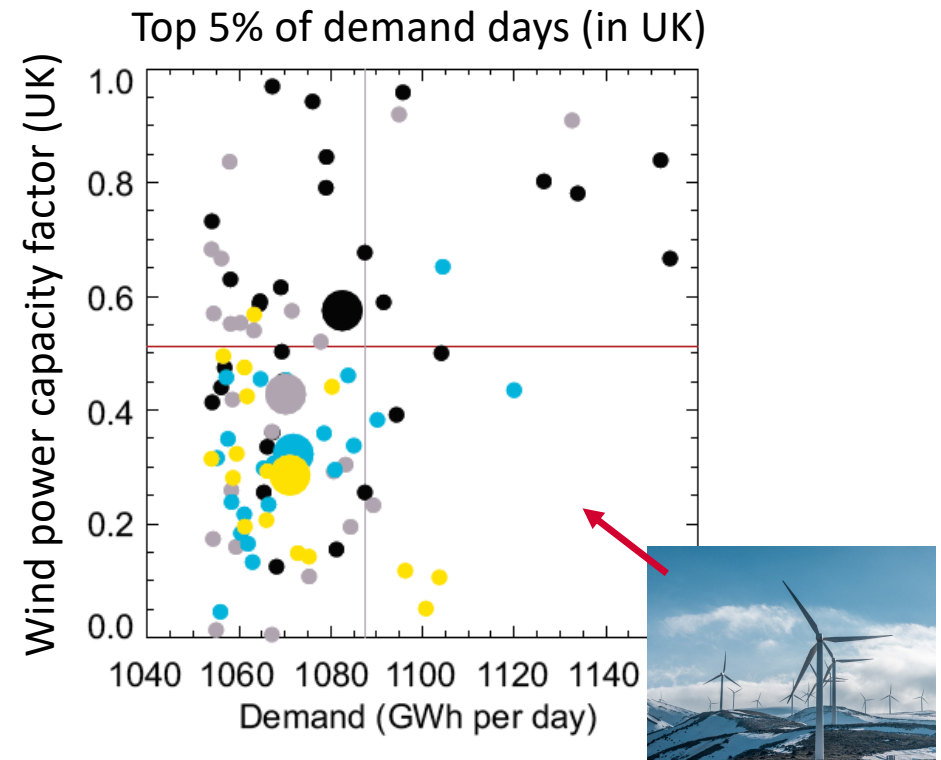 Top 5% of demand days (in UK)
Wind power capacity factor (UK)
1.0
0.8
0.6
0.4
0.2
0.0
1040 1060 1080 1100 1120 1140
Demand (GWh per day)